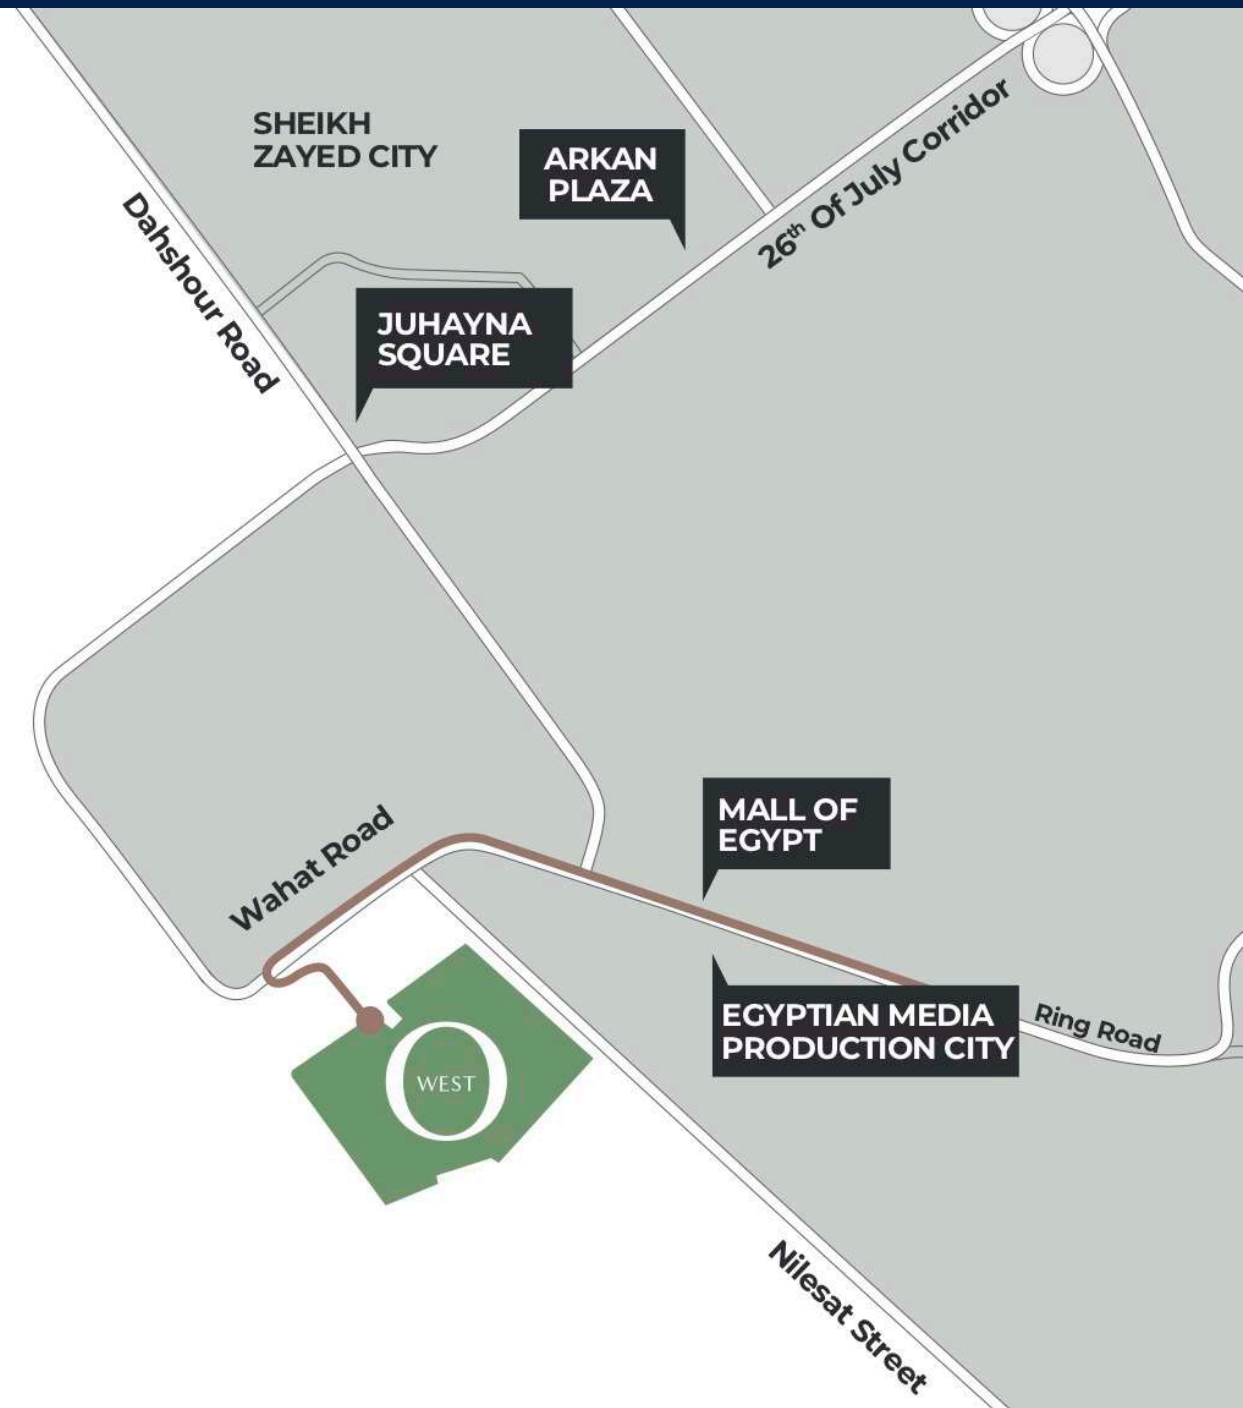 SHEIKH
ZAYED CITY
ARKAN
PLAZA
26th Of July Corridor
Dahshour Road
JUHAYNA
SQUARE
MALL OF
EGYPT
Wahat Road
EGYPTIAN MEDIA
PRODUCTION CITY
Ring Road
O
WEST
Nilesat Street